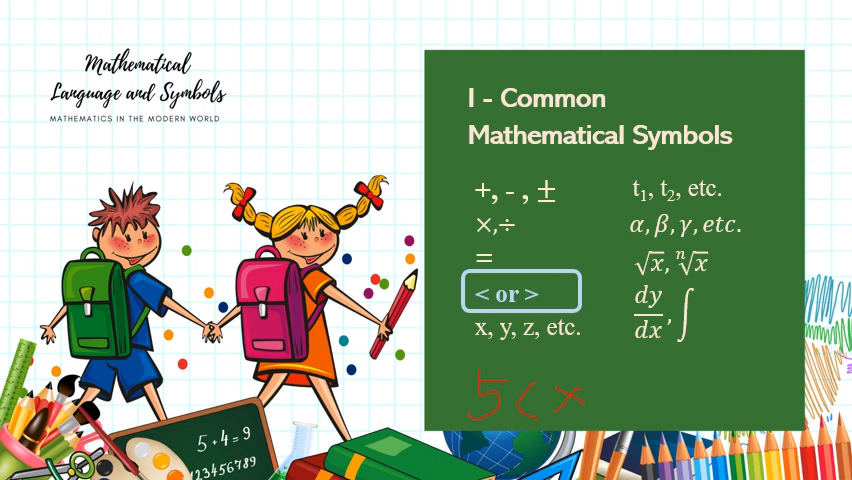 Mathematical
Language and Symbols
MATHEMATICS IN THE MODERN WORLD
I - Common
Mathematical Symbols
+, - , ±
×,÷
=
< or >
x, y, z, etc.
t₁, t₂, etc.
α, β, γ, etc.
√x, ⁿ√x
dy/dx, ∫
5 < x
5+4=9
123456789